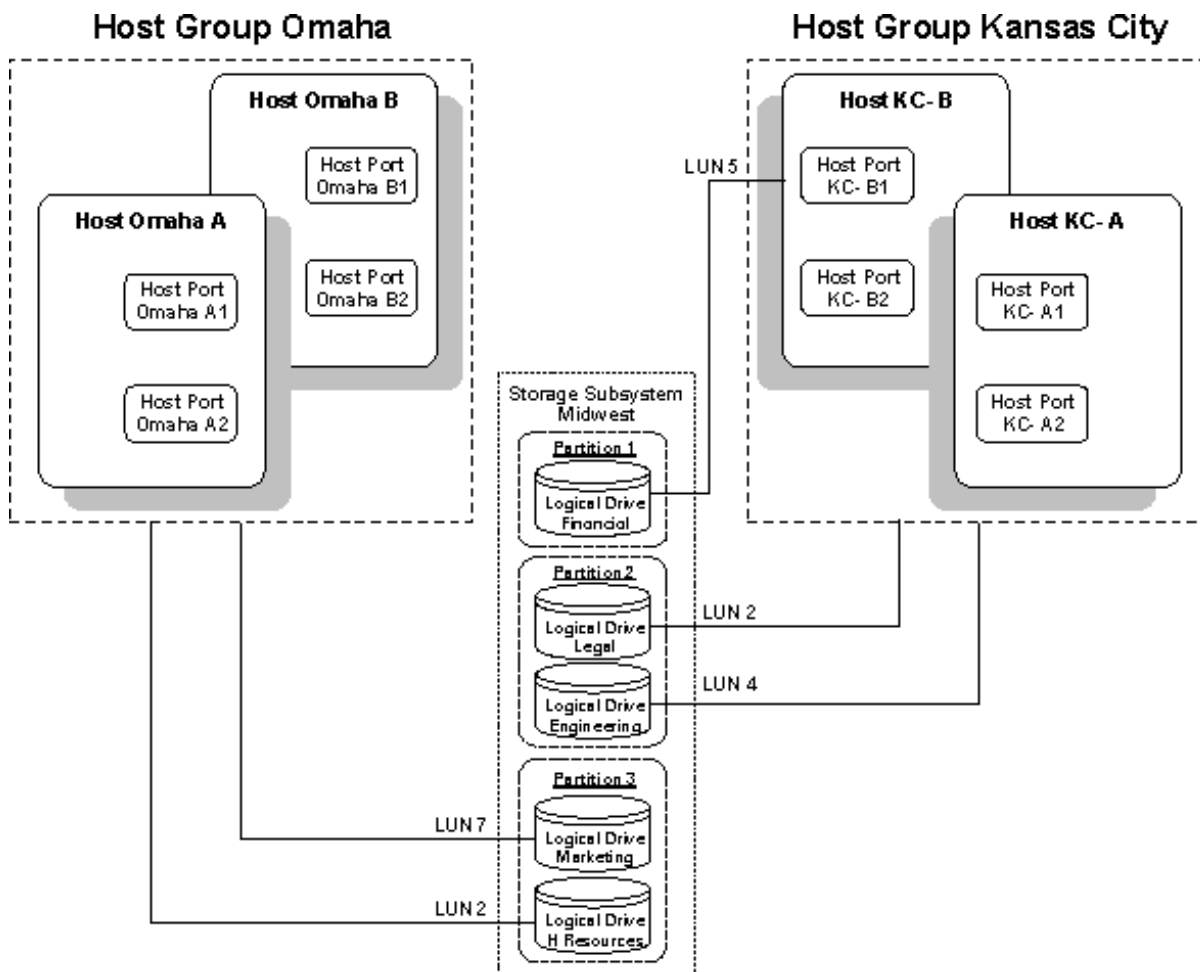 Host Group Omaha
Host Group Kansas City
Host Omaha B
Host Port
Omaha B1
Host Port
Omaha B2
Host Omaha A
Host Port
Omaha A1
Host Port
Omaha A2
Host KC- B
Host Port
KC- B1
Host Port
KC- B2
Host KC- A
Host Port
KC- A1
Host Port
KC- A2
LUN 5
Storage Subsystem
Midwest
Partition 1
Logical Drive
Financial
Partition 2
Logical Drive
Legal
LUN 2
Logical Drive
Engineering
LUN 4
Partition 3
LUN 7
Logical Drive
Marketing
LUN 2
Logical Drive
H Resources